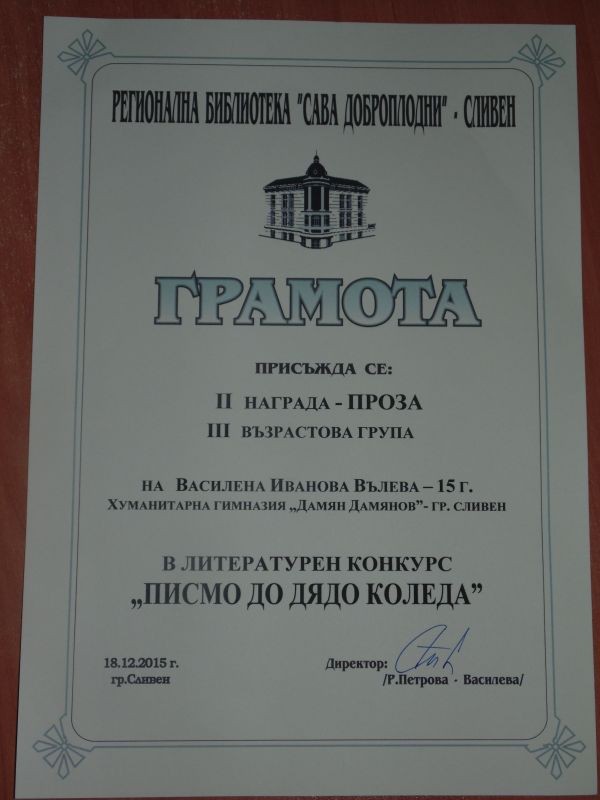 РЕГИОНАЛНА БИБЛИОТЕКА "САВА ДОБРОПЛОДНИ" - СЛИВЕН
ГРАМОТА
ПРИСЪЖДА СЕ:
II НАГРАДА - ПРОЗА
III ВЪЗРАСТОВА ГРУПА
НА ВАСИЛЕНА ИВАНОВА ВЪЛЕВА – 15 Г.
ХУМАНИТАРНА ГИМНАЗИЯ „ДАМЯН ДАМЯНОВ”- ГР. СЛИВЕН
В ЛИТЕРАТУРЕН КОНКУРС
„ПИСМО ДО ДЯДО КОЛЕДА”
18.12.2015 г.
гр.Сливен
Директор:
/Р.Петрова - Василева/